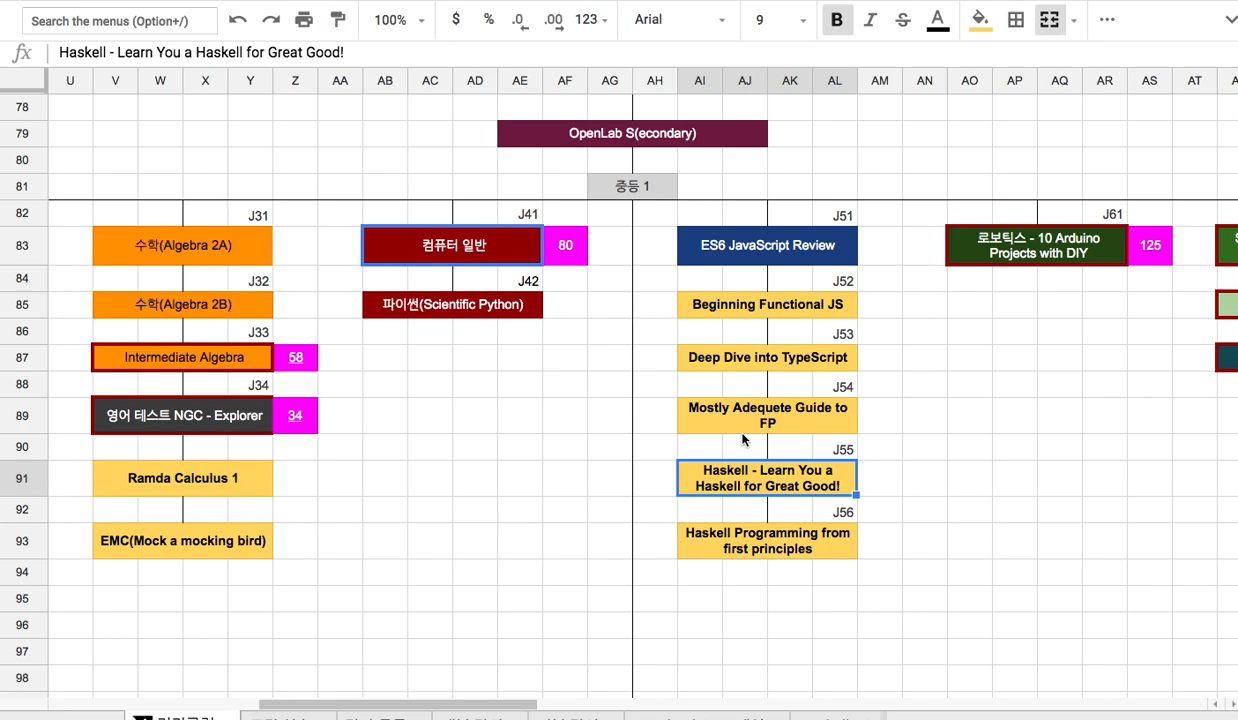 Search the menus (Option+/)
100%
$ % .0 .00 123
Arial
9
B I S A
fx Haskell - Learn You a Haskell for Great Good!
U V W X Y Z AA AB AC AD AE AF AG AH AI AJ AK AL AM AN AO AP AQ AR AS AT
78
79 OpenLab S(econdary)
80
81 중등 1
82 J31 J41 J51 J61
83 수학(Algebra 2A) 컴퓨터 일반 80 ES6 JavaScript Review 로보틱스 - 10 Arduino
Projects with DIY 125
84 J32 J42 J52
85 수학(Algebra 2B) 파이썬(Scientific Python) Beginning Functional JS
86 J33 J53
87 Intermediate Algebra 58 Deep Dive into TypeScript
88 J34 J54
89 영어 테스트 NGC - Explorer 34 Mostly Adequete Guide to
FP
90 J55
91 Ramda Calculus 1 Haskell - Learn You a
Haskell for Great Good!
92 J56
93 EMC(Mock a mocking bird) Haskell Programming from
first principles
94
95
96
97
98